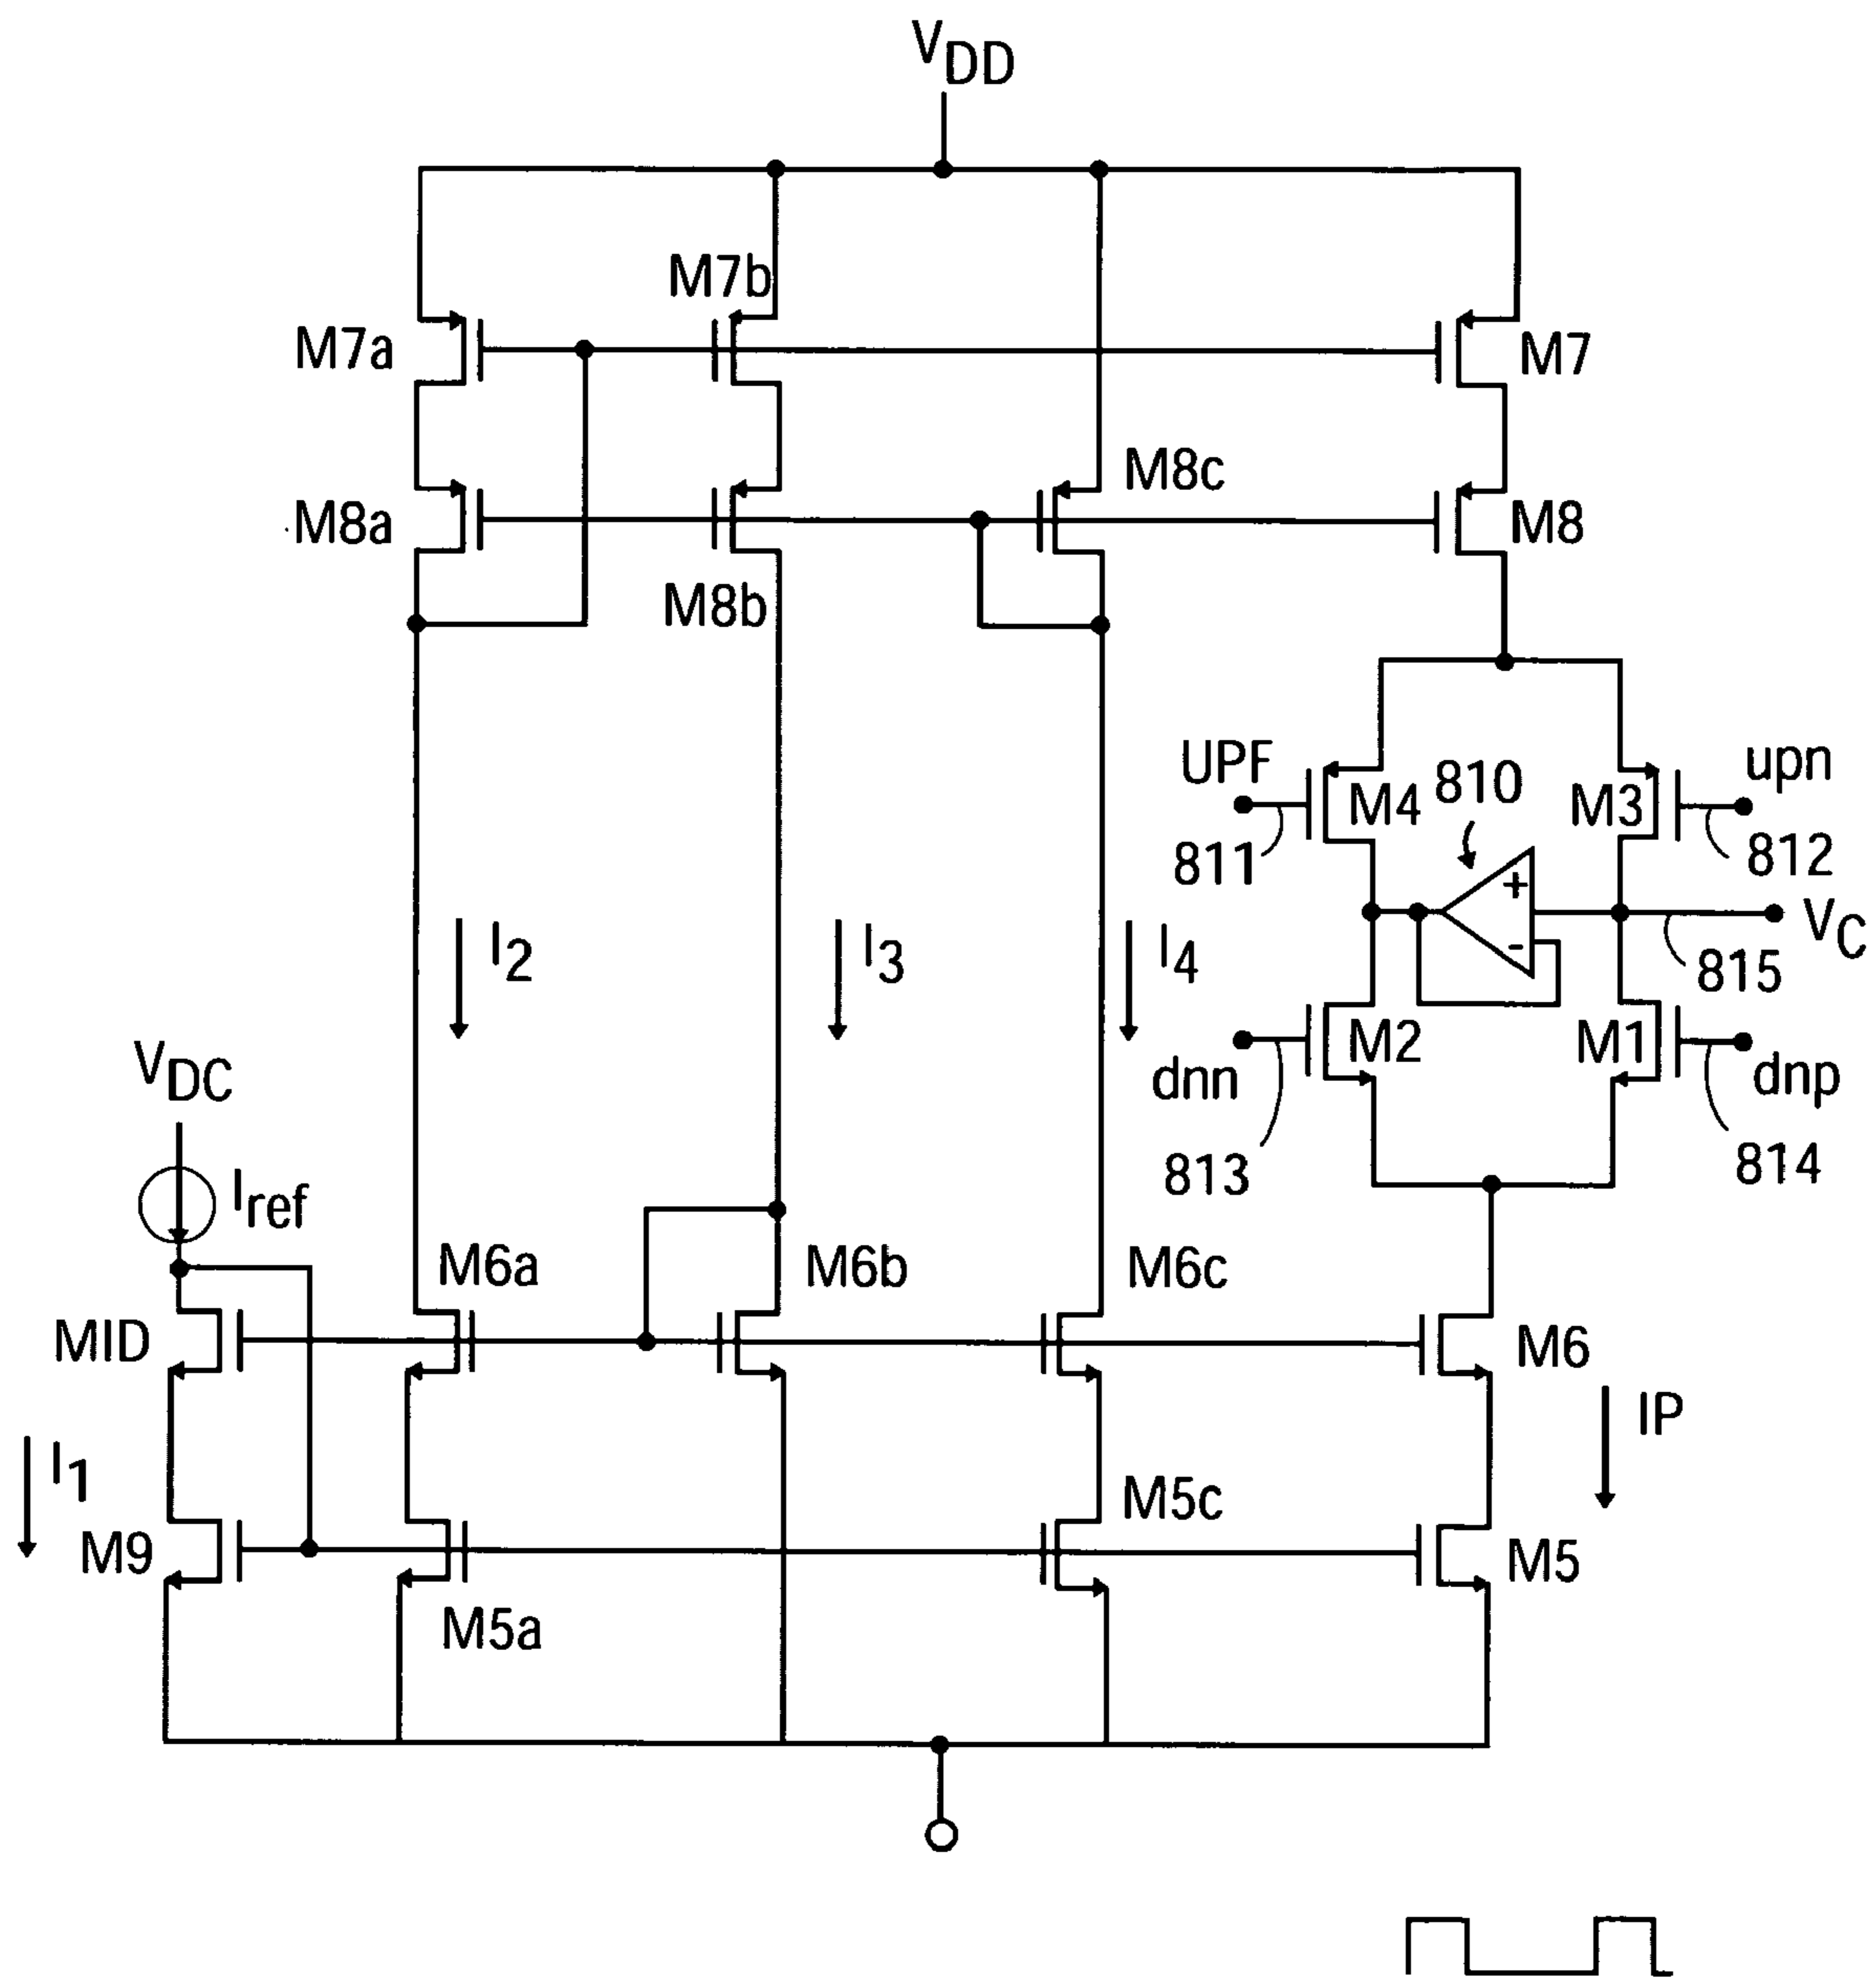 VDD
M7b
M7a
M7
M8c
M8a
M8
M8b
UPF
M4
810
M3
upn
811
+
812
I2
I3
I4
-
VC
815
VDC
dnn
M2
M1
dnp
813
814
Iref
M6a
M6b
M6c
MID
M6
IP
I1
M5c
M9
M5
M5a